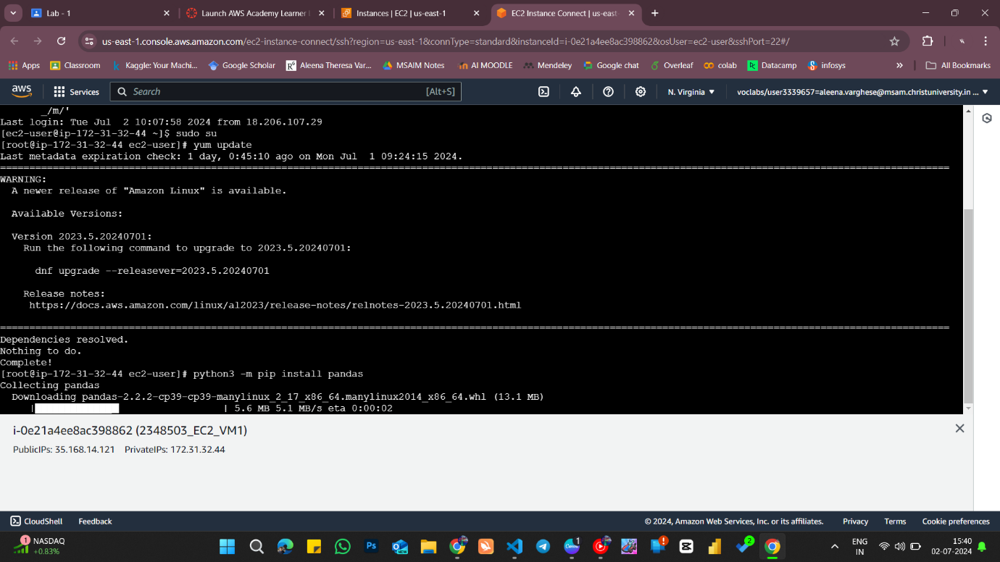 Lab - 1
Launch AWS Academy Learner
Instances | EC2 | us-east-1
EC2 Instance Connect | us-east
us-east-1.console.aws.amazon.com/ec2-instance-connect/ssh?region=us-east-1&connType=standard&instanceId=i-0e21a4ee8ac398862&osUser=ec2-user&sshPort=22#/
Apps Classroom Kaggle: Your Machi... Google Scholar Aleena Theresa Var... MSAIM Notes AI MOODLE Mendeley Google chat Overleaf colab Datacamp infosys » All Bookmarks
aws Services Search [Alt+S] N. Virginia voclabs/user3339657=aleena.varghese@msam.christuniversity.in ...
_/m/'
Last login: Tue Jul  2 10:07:58 2024 from 18.206.107.29
[ec2-user@ip-172-31-32-44 ~]$ sudo su
[root@ip-172-31-32-44 ec2-user]# yum update
Last metadata expiration check: 1 day, 0:45:10 ago on Mon Jul  1 09:24:15 2024.
WARNING:
A newer release of "Amazon Linux" is available.
Available Versions:
Version 2023.5.20240701:
Run the following command to upgrade to 2023.5.20240701:
dnf upgrade --releasever=2023.5.20240701
Release notes:
https://docs.aws.amazon.com/linux/al2023/release-notes/relnotes-2023.5.20240701.html
Dependencies resolved.
Nothing to do.
Complete!
[root@ip-172-31-32-44 ec2-user]# python3 -m pip install pandas
Collecting pandas
Downloading pandas-2.2.2-cp39-cp39-manylinux_2_17_x86_64.manylinux2014_x86_64.whl (13.1 MB)
| | 5.6 MB 5.1 MB/s eta 0:00:02
i-0e21a4ee8ac398862 (2348503_EC2_VM1)
PublicIPs: 35.168.14.121 PrivateIPs: 172.31.32.44
CloudShell Feedback © 2024, Amazon Web Services, Inc. or its affiliates. Privacy Terms Cookie preferences
1 NASDAQ
+0.83%
Ps NEW 1 2
ENG
IN
15:40
02-07-2024